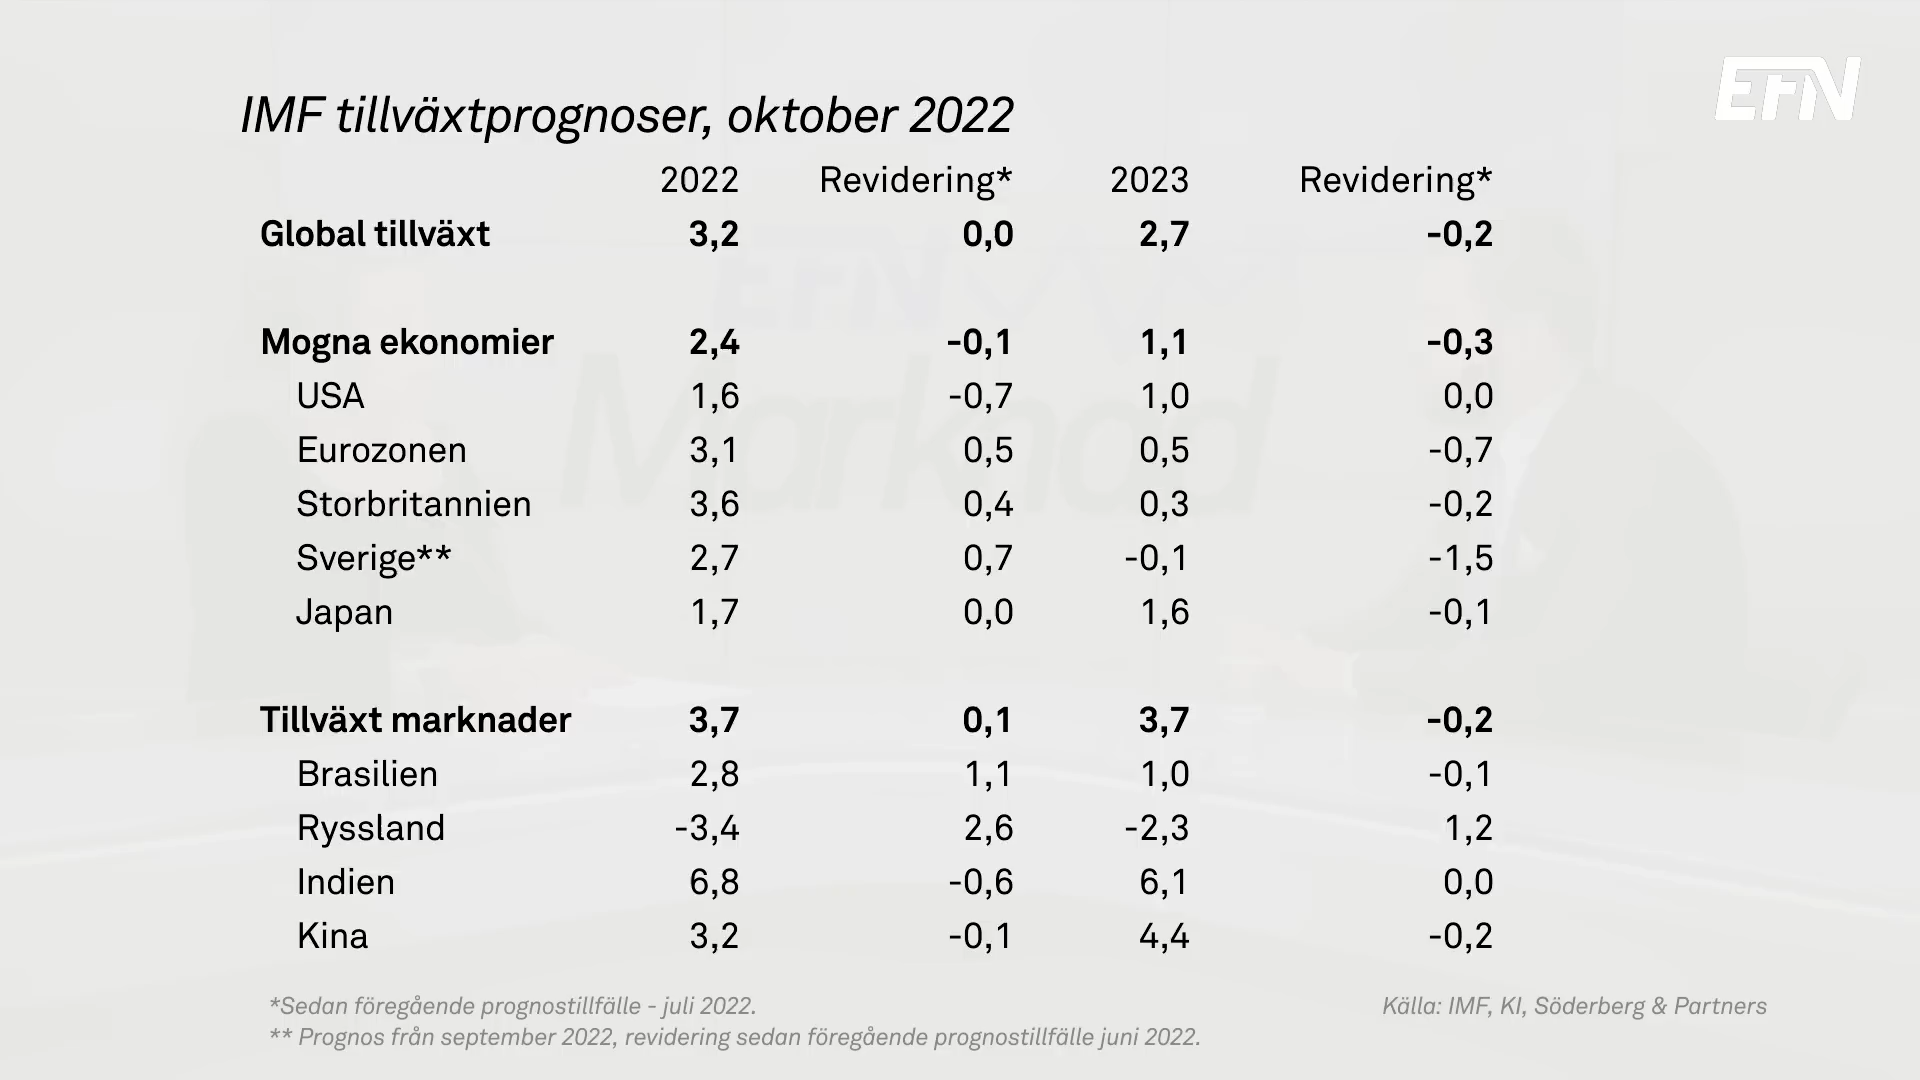 EFN
IMF tillväxtprognoser, oktober 2022
2022 Revidering* 2023 Revidering*
Global tillväxt 3,2 0,0 2,7 -0,2
Mogna ekonomier 2,4 -0,1 1,1 -0,3
USA 1,6 -0,7 1,0 0,0
Eurozonen 3,1 0,5 0,5 -0,7
Storbritannien 3,6 0,4 0,3 -0,2
Sverige** 2,7 0,7 -0,1 -1,5
Japan 1,7 0,0 1,6 -0,1
Tillväxt marknader 3,7 0,1 3,7 -0,2
Brasilien 2,8 1,1 1,0 -0,1
Ryssland -3,4 2,6 -2,3 1,2
Indien 6,8 -0,6 6,1 0,0
Kina 3,2 -0,1 4,4 -0,2
*Sedan föregående prognostillfälle - juli 2022.
Källa: IMF, KI, Söderberg & Partners
** Prognos från september 2022, revidering sedan föregående prognostillfälle juni 2022.
EFN
Marknad